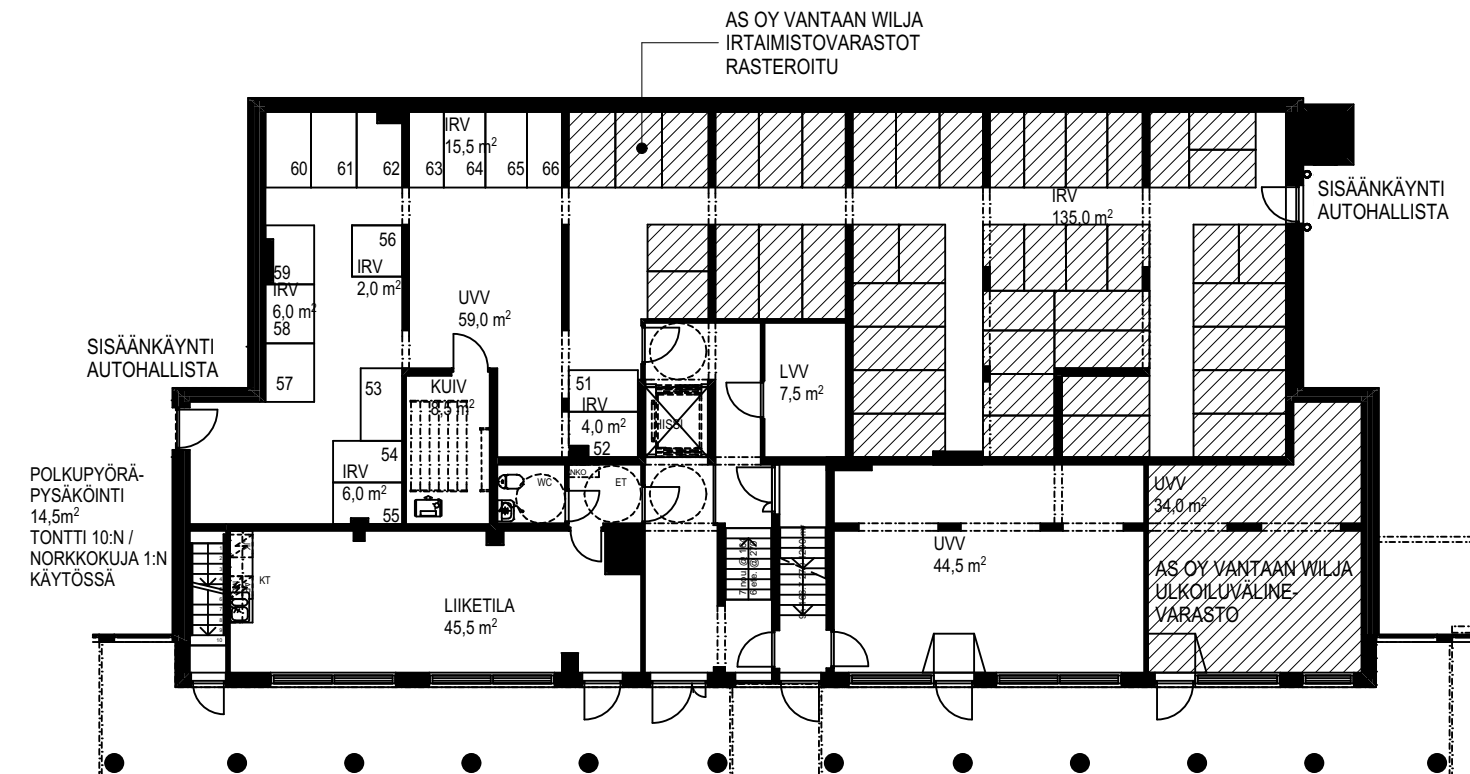 AS OY VANTAAN WILJA
IRTAIMISTOVARASTOT
RASTEROITU
IRV
15,5 m²
60
61
62
63
64
65
66
IRV
135,0 m²
SISÄÄNKÄYNTI
AUTOHALLISTA
59
IRV
6,0 m²
58
57
56
IRV
2,0 m²
UVV
59,0 m²
SISÄÄNKÄYNTI
AUTOHALLISTA
53
KUIV
8,5 m²
51
IRV
4,0 m²
52
HISSI
LVV
7,5 m²
54
IRV
6,0 m²
55
WC
ET
POLKUPYÖRÄ-
PYSÄKÖINTI
14,5m²
TONTTI 10:N /
NORKKOKUJA 1:N
KÄYTÖSSÄ
UVV
34,0 m²
KT
LIIKETILA
45,5 m²
UVV
44,5 m²
AS OY VANTAAN WILJA
ULKOILUVÄLINE-
VARASTO